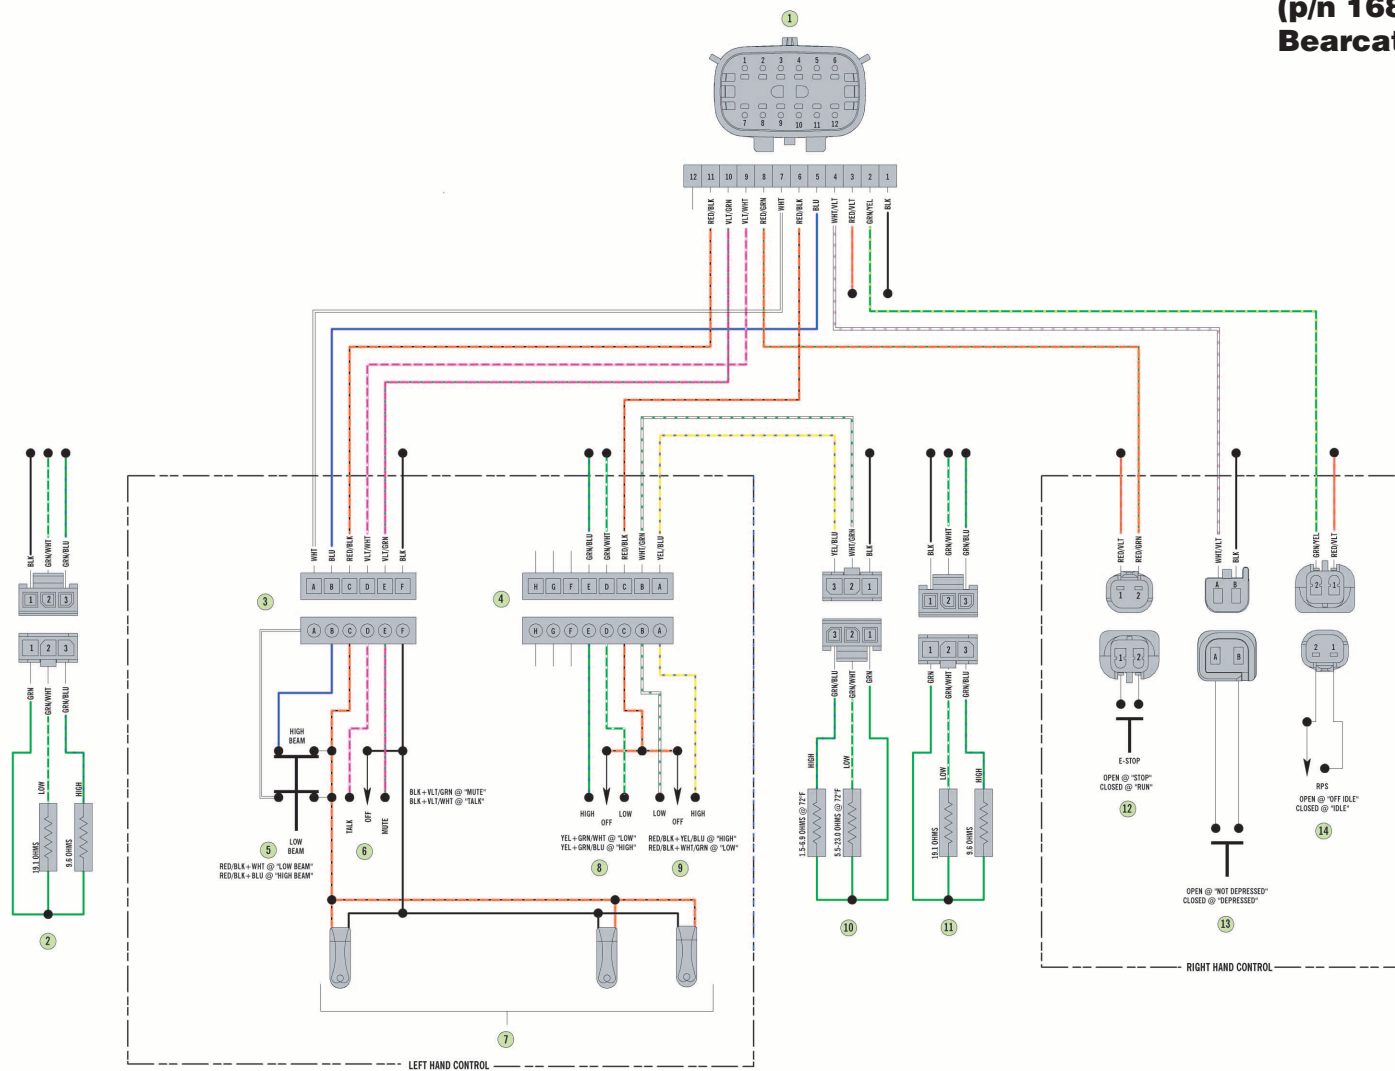 (p/n 168
Bearcat
1
1 2 3 4 5 6
7 8 9 10 11 12
12 11 10 9 8 7 6 5 4 3 2 1
RED/BLK VLT/GRN VLT/WHT RED/GRN WHT RED/BLK BLU WHT/VLT RED/VLT GRN/YEL BLK
BLK GRN/WHT GRN/BLU
1 2 3
1 2 3
GRN GRN/WHT GRN/BLU
LOW HIGH
19.1 OHMS 9.6 OHMS
2
WHT BLU RED/BLK VLT/WHT VLT/GRN BLK
A B C D E F
3
A B C D E F
HIGH
BEAM
LOW
BEAM
5
RED/BLK+WHT @ "LOW BEAM"
RED/BLK+BLU @ "HIGH BEAM"
TALK OFF MUTE
BLK+VLT/GRN @ "MUTE"
BLK+VLT/WHT @ "TALK"
6
GRN/BLU GRN/WHT RED/BLK WHT/GRN YEL/BLU
H G F E D C B A
4
H G F E D C B A
HIGH OFF LOW LOW OFF HIGH
YEL+GRN/WHT @ "LOW"
YEL+GRN/BLU @ "HIGH"
8
RED/BLK+YEL/BLU @ "HIGH"
RED/BLK+WHT/GRN @ "LOW"
9
7
LEFT HAND CONTROL
YEL/BLU WHT/GRN BLK
3 2 1
3 2 1
GRN/BLU GRN/WHT GRN
HIGH LOW
1.5-6.9 OHMS @ 72°F 5.5-23.0 OHMS @ 72°F
10
BLK GRN/WHT GRN/BLU
1 2 3
1 2 3
GRN GRN/WHT GRN/BLU
LOW HIGH
19.1 OHMS 9.6 OHMS
11
RED/VLT RED/GRN
1 2
1 2
E-STOP
OPEN @ "STOP"
CLOSED @ "RUN"
12
WHT/VLT BLK
A B
A B
OPEN @ "NOT DEPRESSED"
CLOSED @ "DEPRESSED"
13
GRN/YEL RED/VLT
2 1
2 1
RPS
OPEN @ "OFF IDLE"
CLOSED @ "IDLE"
14
RIGHT HAND CONTROL